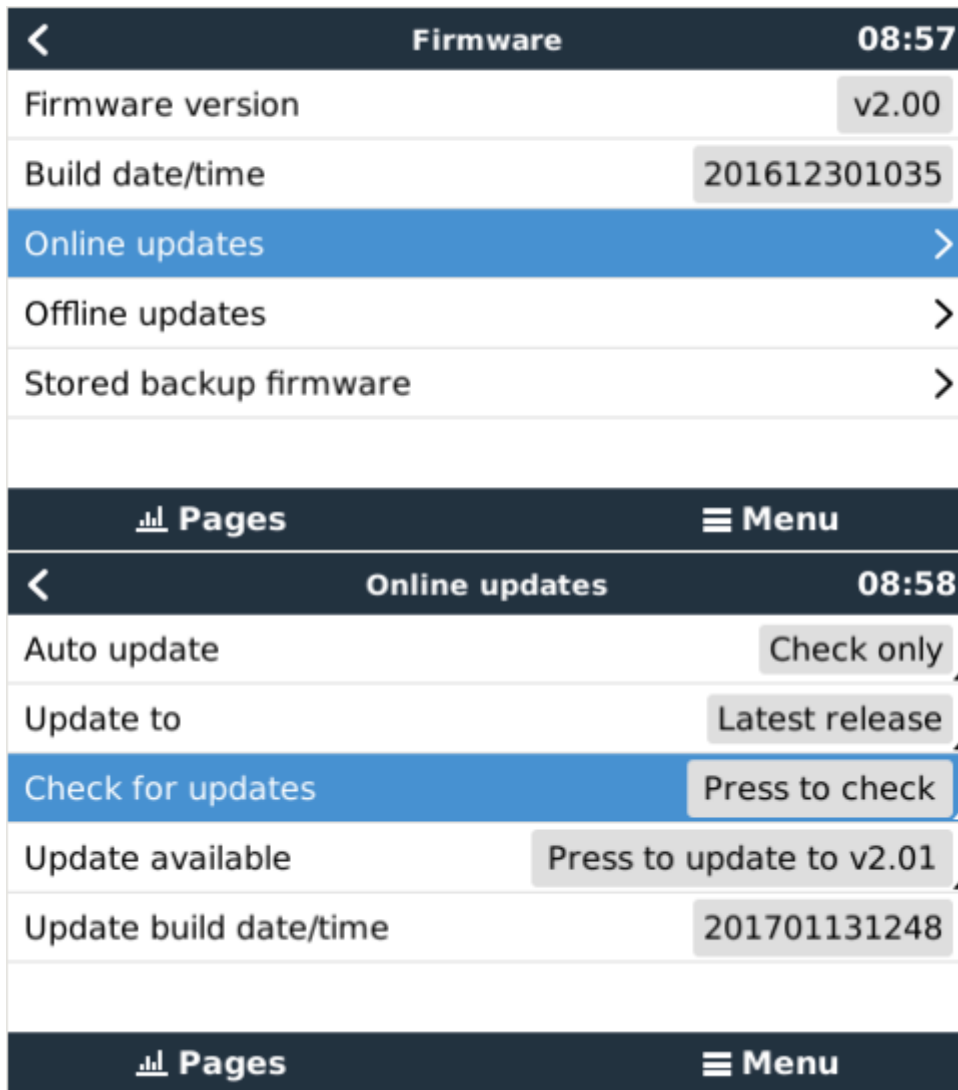 Firmware 08:57
Firmware version v2.00
Build date/time 201612301035
Online updates
Offline updates
Stored backup firmware
Pages Menu
Online updates 08:58
Auto update Check only
Update to Latest release
Check for updates Press to check
Update available Press to update to v2.01
Update build date/time 201701131248
Pages Menu